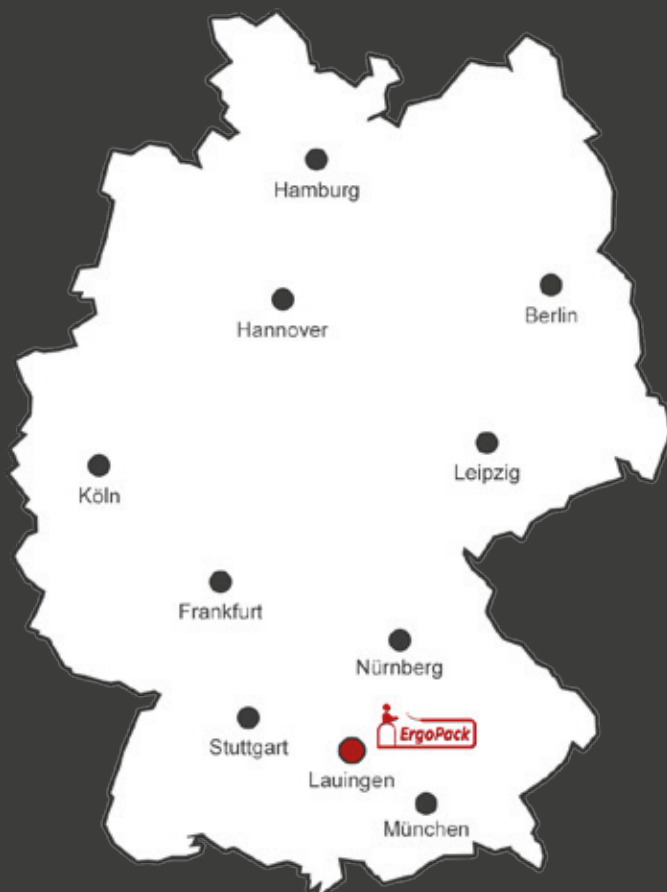 Hamburg
Berlin
Hannover
Leipzig
Köln
Frankfurt
Nürnberg
ErgoPack
Stuttgart
Lauingen
München